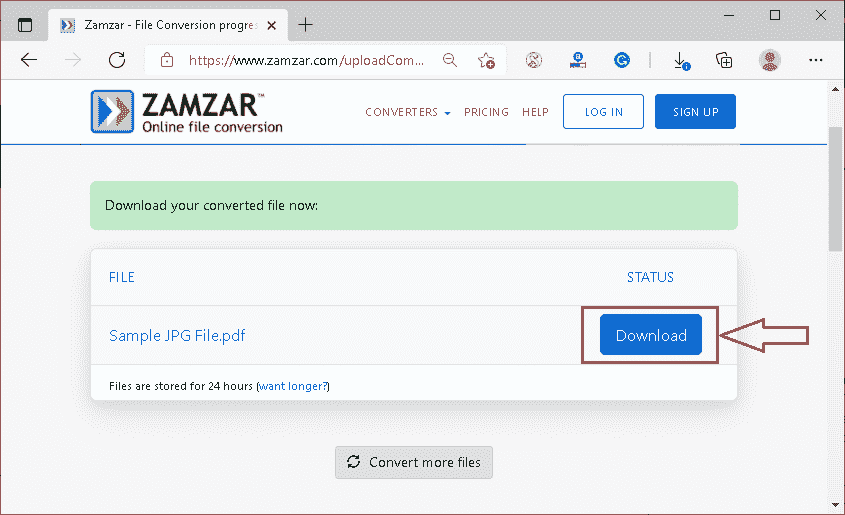 Zamzar - File Conversion progre
https://www.zamzar.com/uploadCom...
ZAMZAR™
Online file conversion
CONVERTERS PRICING HELP LOG IN SIGN UP
Download your converted file now:
FILE STATUS
Sample JPG File.pdf Download
Files are stored for 24 hours (want longer?)
Convert more files